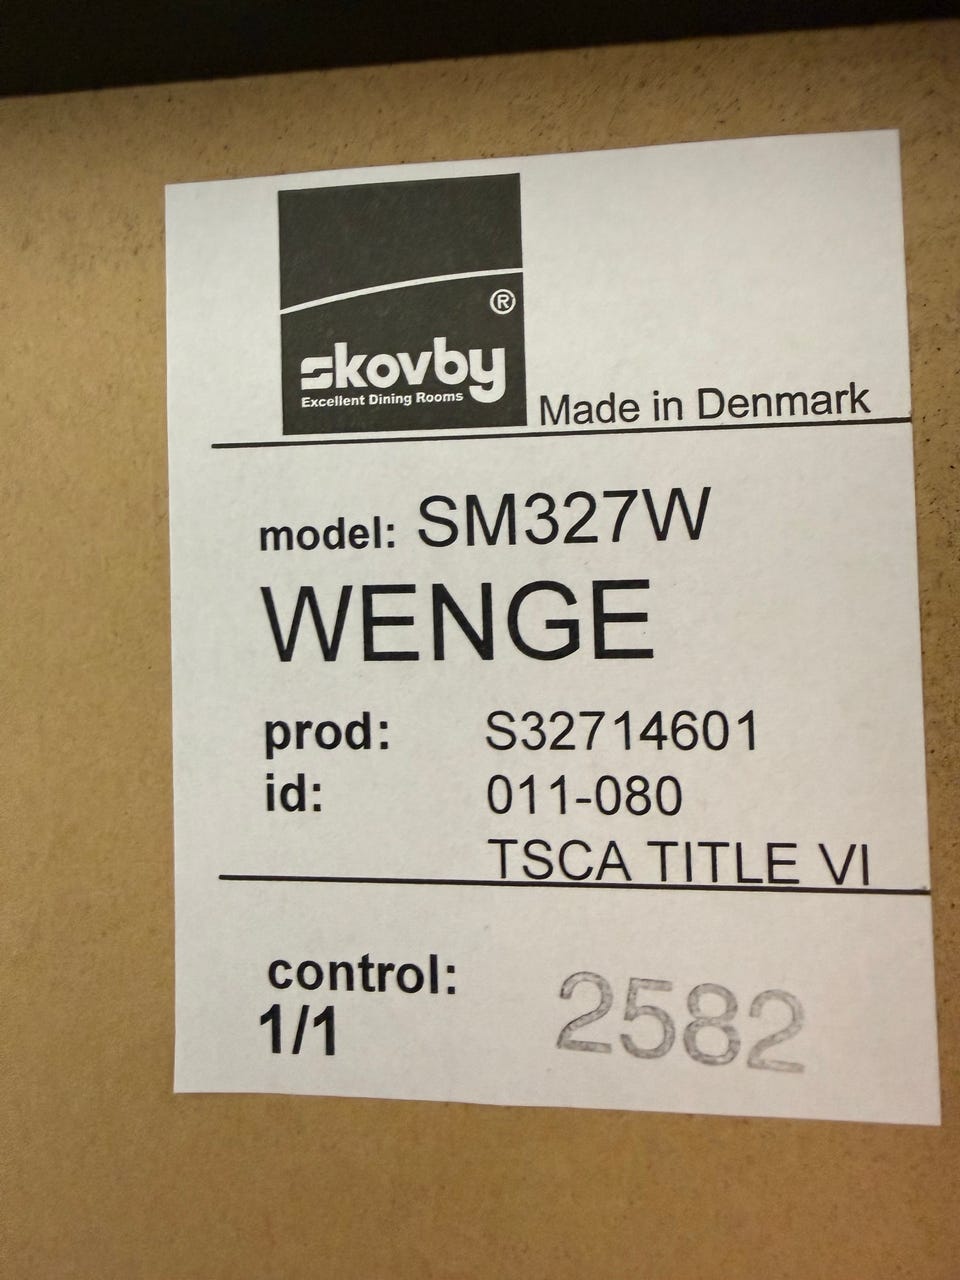 ®
skovby
Excellent Dining Rooms
Made in Denmark
model: SM327W
WENGE
prod: S32714601
id: 011-080
TSCA TITLE VI
control:
1/1 2582